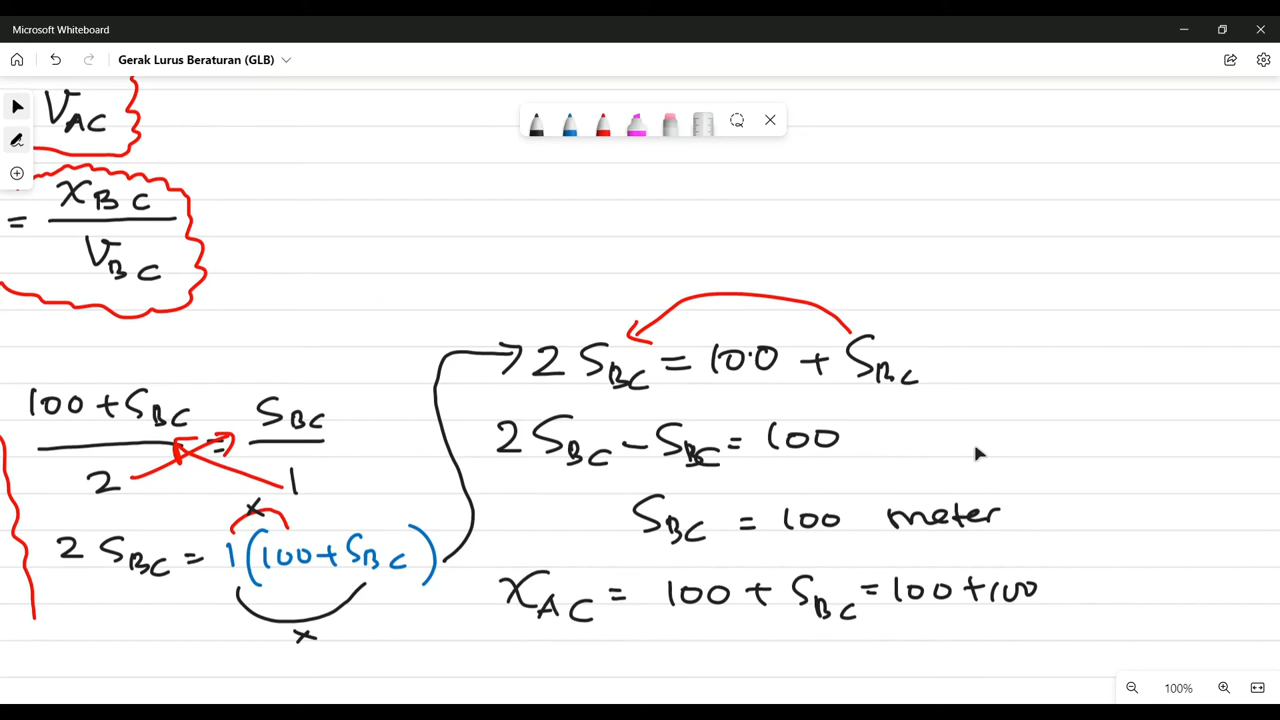 Microsoft Whiteboard
Gerak Lurus Beraturan (GLB)
V_AC
= x_BC / V_BC
(100 + S_BC) / 2 = S_BC / 1
x
2 S_BC = 1(100 + S_BC)
x
2 S_BC = 100 + S_BC
2 S_BC - S_BC = 100
S_BC = 100 meter
x_AC = 100 + S_BC = 100 + 100
100%